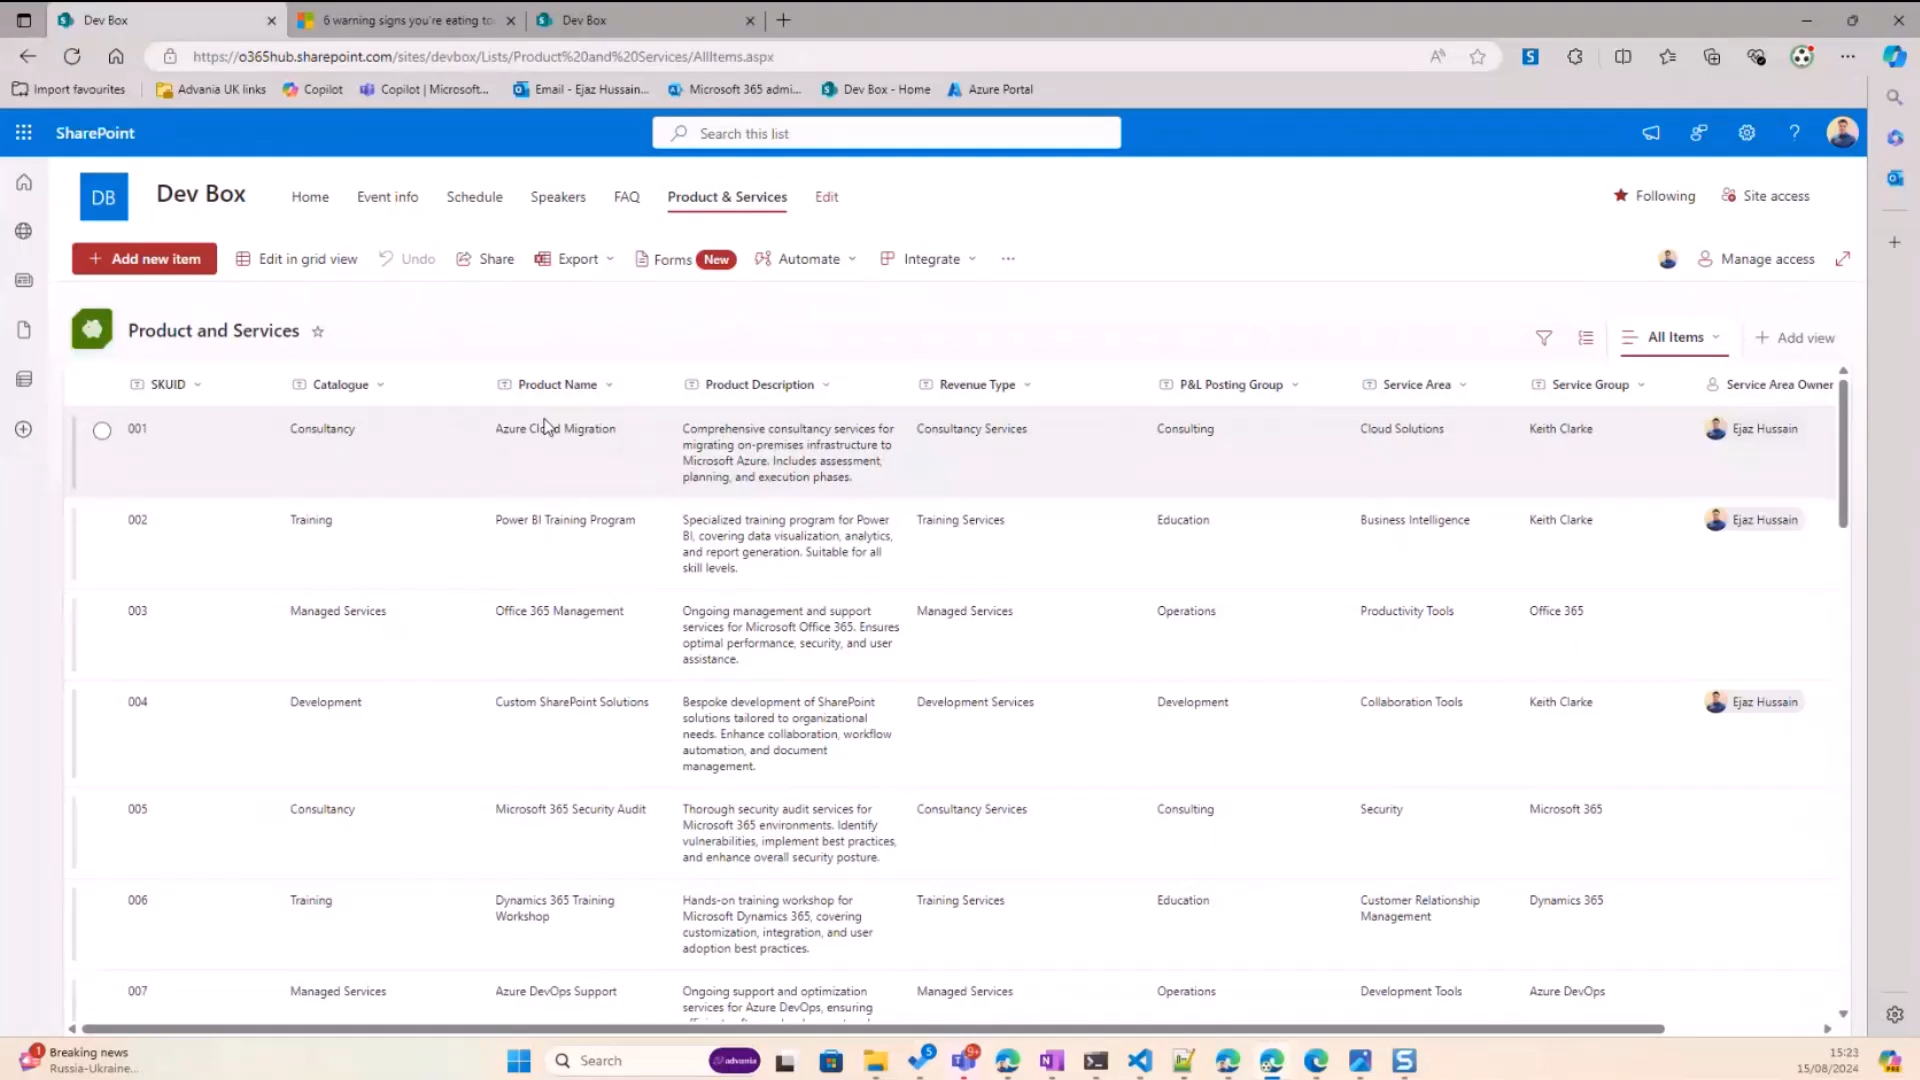 Dev Box
6 warning signs you're eating to
Dev Box
https://o365hub.sharepoint.com/sites/devbox/Lists/Product%20and%20Services/AllItems.aspx
Import favourites
Advania UK links
Copilot
Copilot | Microsoft...
Email - Ejaz Hussain...
Microsoft 365 admi...
Dev Box - Home
Azure Portal
SharePoint
Search this list
DB
Dev Box
Home
Event info
Schedule
Speakers
FAQ
Product & Services
Edit
Following
Site access
Add new item
Edit in grid view
Undo
Share
Export
Forms New
Automate
Integrate
Manage access
Product and Services
All Items
Add view
SKUID
Catalogue
Product Name
Product Description
Revenue Type
P&L Posting Group
Service Area
Service Group
Service Area Owner
001
Consultancy
Azure Cloud Migration
Comprehensive consultancy services for
migrating on-premises infrastructure to
Microsoft Azure. Includes assessment,
planning, and execution phases.
Consultancy Services
Consulting
Cloud Solutions
Keith Clarke
Ejaz Hussain
002
Training
Power BI Training Program
Specialized training program for Power
BI, covering data visualization, analytics,
and report generation. Suitable for all
skill levels.
Training Services
Education
Business Intelligence
Keith Clarke
Ejaz Hussain
003
Managed Services
Office 365 Management
Ongoing management and support
services for Microsoft Office 365. Ensures
optimal performance, security, and user
assistance.
Managed Services
Operations
Productivity Tools
Office 365
004
Development
Custom SharePoint Solutions
Bespoke development of SharePoint
solutions tailored to organizational
needs. Enhance collaboration, workflow
automation, and document
management.
Development Services
Development
Collaboration Tools
Keith Clarke
Ejaz Hussain
005
Consultancy
Microsoft 365 Security Audit
Thorough security audit services for
Microsoft 365 environments. Identify
vulnerabilities, implement best practices,
and enhance overall security posture.
Consultancy Services
Consulting
Security
Microsoft 365
006
Training
Dynamics 365 Training
Workshop
Hands-on training workshop for
Microsoft Dynamics 365, covering
customization, integration, and user
adoption best practices.
Training Services
Education
Customer Relationship
Management
Dynamics 365
007
Managed Services
Azure DevOps Support
Ongoing support and optimization
services for Azure DevOps, ensuring
Managed Services
Operations
Development Tools
Azure DevOps
1
Breaking news
Russia-Ukraine...
Search
advania
5
9+
15:23
15/08/2024